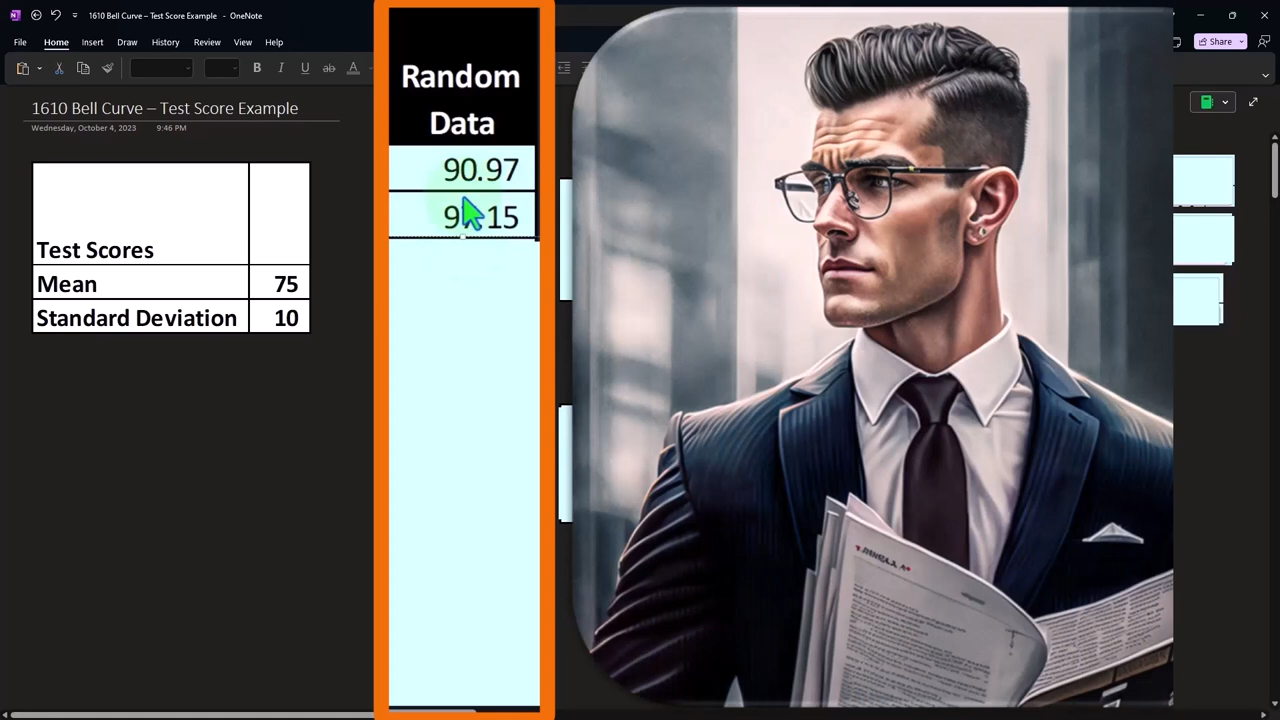 1610 Bell Curve – Test Score Example - OneNote
File Home Insert Draw History Review View Help
Share
B I U ab A
1610 Bell Curve – Test Score Example
Wednesday, October 4, 2023 9:46 PM
Test Scores
Mean 75
Standard Deviation 10
Random
Data
90.97